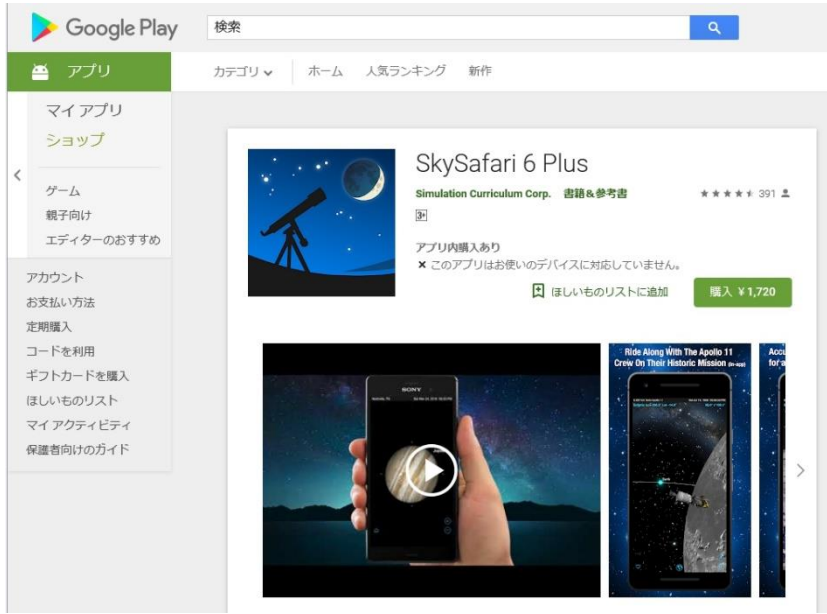 Google Play
検索
アプリ
カテゴリ
ホーム
人気ランキング
新作
マイ アプリ
ショップ
ゲーム
親子向け
エディターのおすすめ
アカウント
お支払い方法
定期購入
コードを利用
ギフトカードを購入
ほしいものリスト
マイ アクティビティ
保護者向けのガイド
SkySafari 6 Plus
Simulation Curriculum Corp. 書籍&参考書
391
3+
アプリ内購入あり
このアプリはお使いのデバイスに対応していません。
ほしいものリストに追加
購入 ¥1,720
SONY
Ride Along With The Apollo 11
Crew On Their Historic Mission (in-app)
Accu
for a